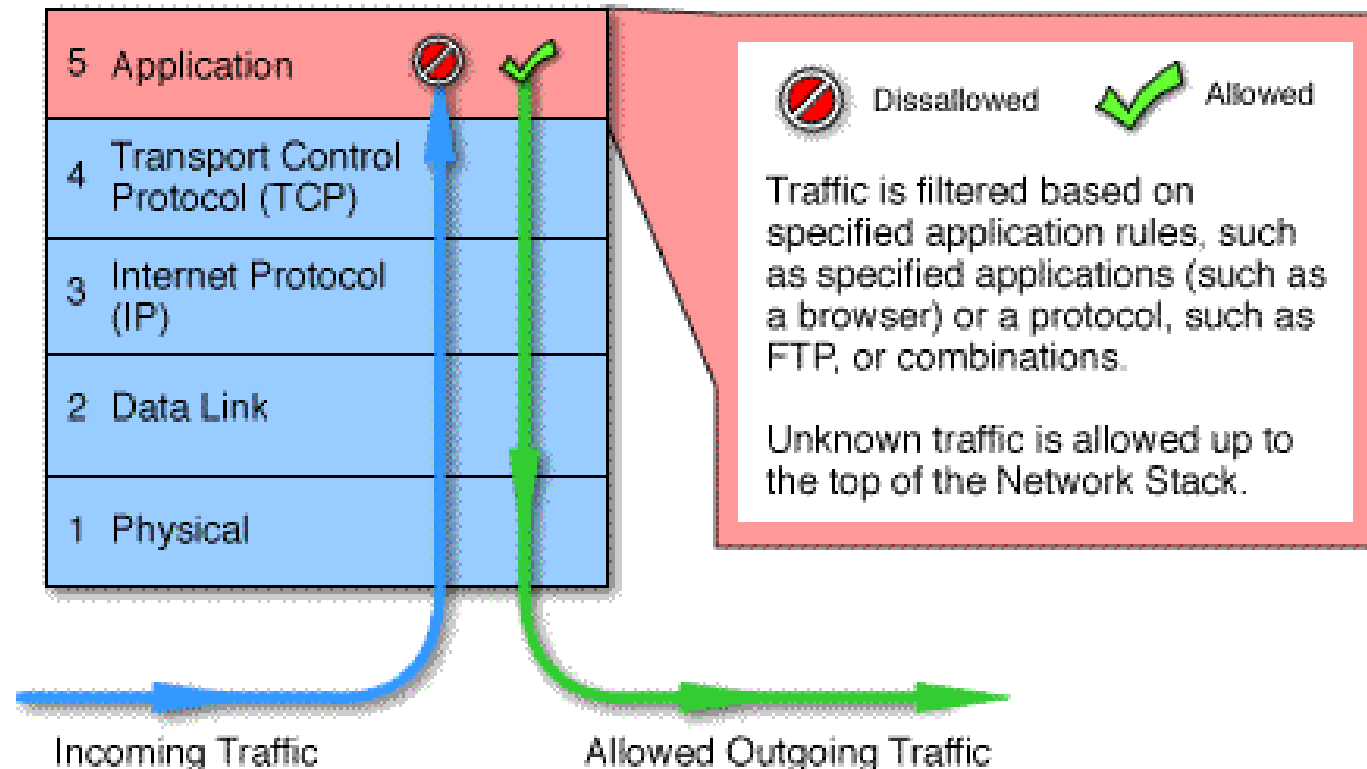 5 Application
4 Transport Control
Protocol (TCP)
3 Internet Protocol
(IP)
2 Data Link
1 Physical
Incoming Traffic
Allowed Outgoing Traffic
Dissallowed
Allowed
Traffic is filtered based on
specified application rules, such
as specified applications (such as
a browser) or a protocol, such as
FTP, or combinations.
Unknown traffic is allowed up to
the top of the Network Stack.